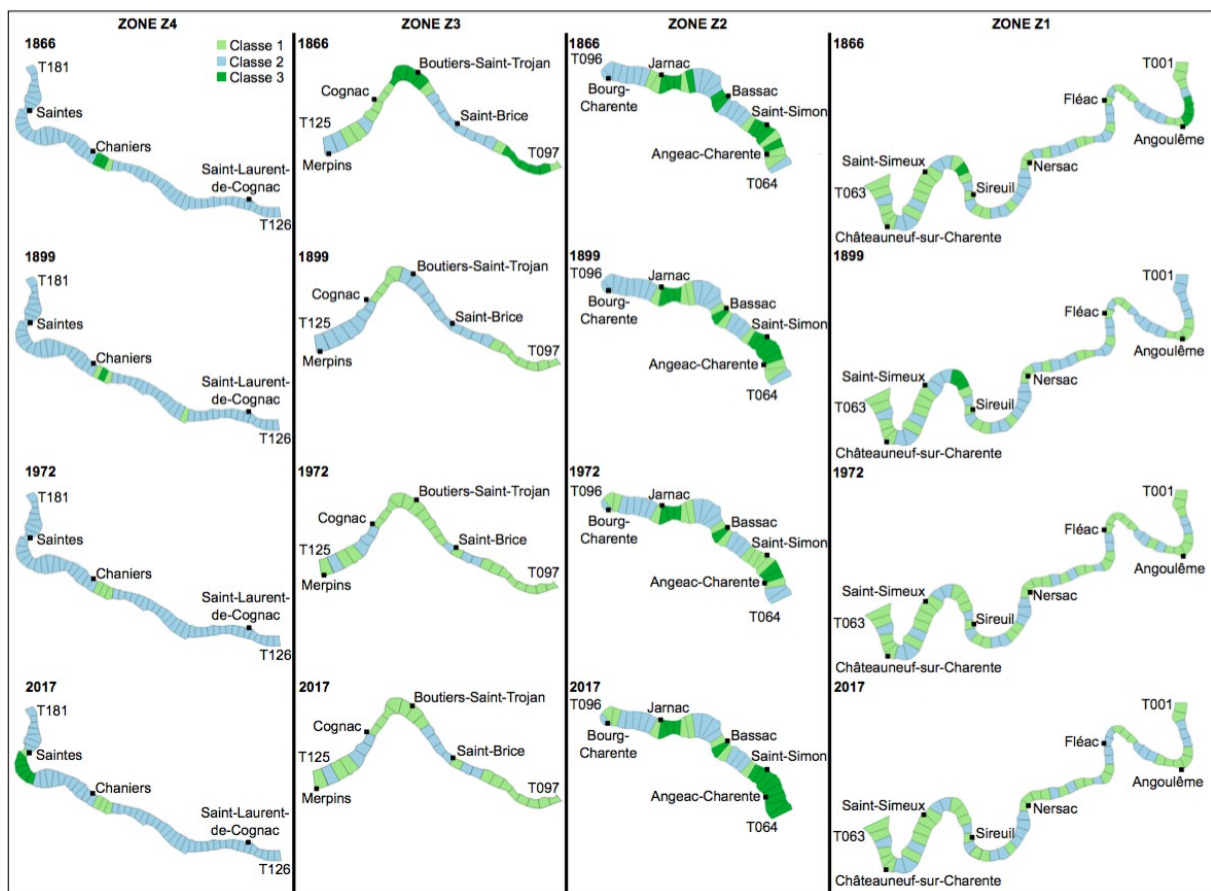 ZONE Z4
ZONE Z3
ZONE Z2
ZONE Z1
1866
T181
Saintes
Chaniers
Saint-Laurent-
de-Cognac
T126
Classe 1
Classe 2
Classe 3
1866
Boutiers-Saint-Trojan
Cognac
T125
Saint-Brice
T097
Merpins
1866
T096
Jarnac
Bourg-
Charente
Bassac
Saint-Simon
Angeac-Charente
T064
1866
T001
Fléac
Angoulême
Saint-Simeux
Nersac
T063
Sireuil
Châteauneuf-sur-Charente
1899
T181
Saintes
Chaniers
Saint-Laurent-
de-Cognac
T126
1899
Boutiers-Saint-Trojan
Cognac
T125
Saint-Brice
T097
Merpins
1899
T096
Jarnac
Bourg-
Charente
Bassac
Saint-Simon
Angeac-Charente
T064
1899
T001
Fléac
Angoulême
Saint-Simeux
Nersac
T063
Sireuil
Châteauneuf-sur-Charente
1972
T181
Saintes
Chaniers
Saint-Laurent-
de-Cognac
T126
1972
Boutiers-Saint-Trojan
Cognac
T125
Saint-Brice
T097
Merpins
1972
T096
Jarnac
Bourg-
Charente
Bassac
Saint-Simon
Angeac-Charente
T064
1972
T001
Fléac
Angoulême
Saint-Simeux
Nersac
T063
Sireuil
Châteauneuf-sur-Charente
2017
T181
Saintes
Chaniers
Saint-Laurent-
de-Cognac
T126
2017
Boutiers-Saint-Trojan
Cognac
T125
Saint-Brice
T097
Merpins
2017
T096
Jarnac
Bourg-
Charente
Bassac
Saint-Simon
Angeac-Charente
T064
2017
T001
Fléac
Angoulême
Saint-Simeux
Nersac
T063
Sireuil
Châteauneuf-sur-Charente